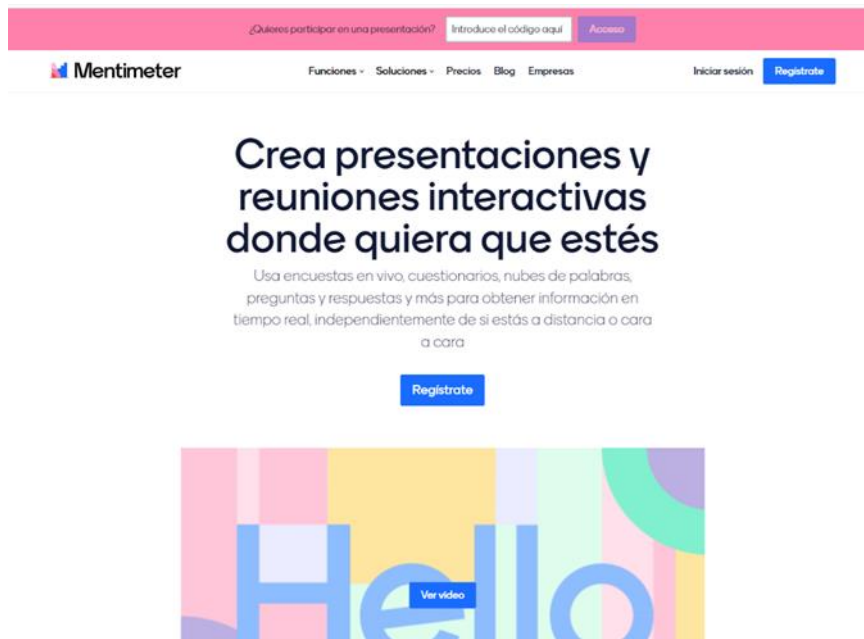 ¿Quieres participar en una presentación? Introduce el código aquí Acceso
Mentimeter Funciones Soluciones Precios Blog Empresas Iniciar sesión Regístrate
Crea presentaciones y
reuniones interactivas
donde quiera que estés
Usa encuestas en vivo, cuestionarios, nubes de palabras,
preguntas y respuestas y más para obtener información en
tiempo real, independientemente de si estás a distancia o cara
a cara
Regístrate
Hello
Ver vídeo